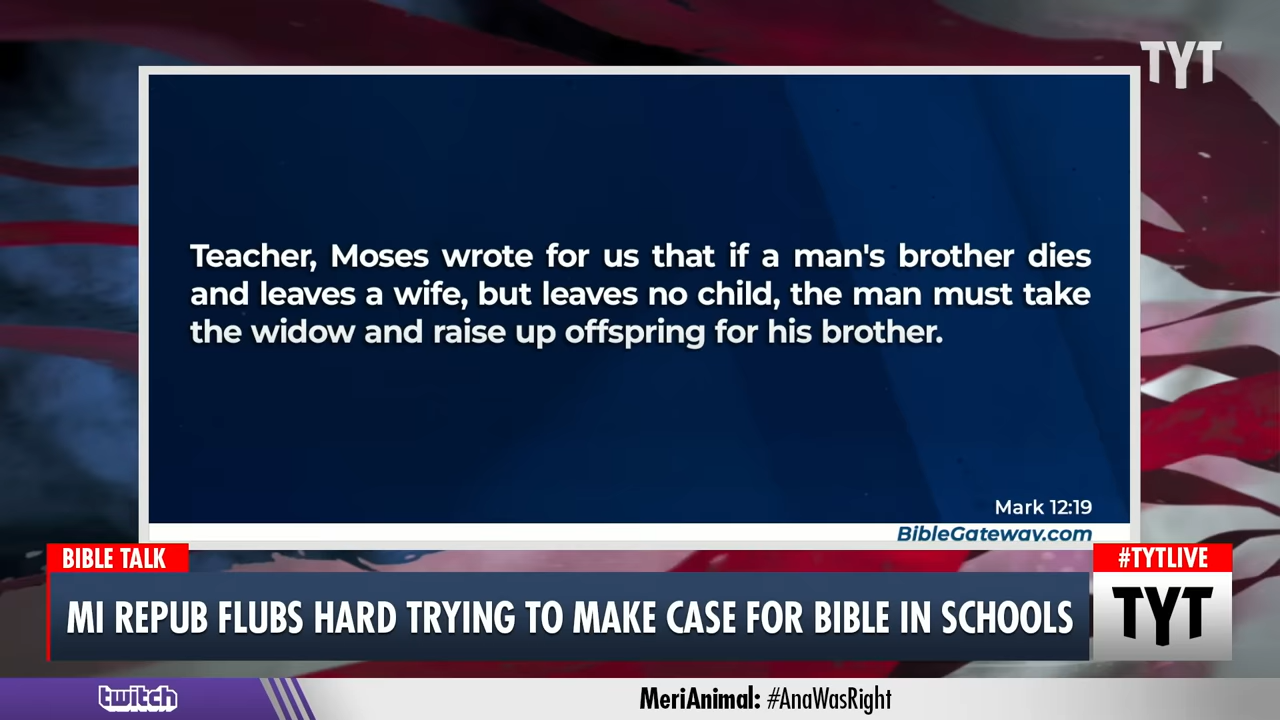 TYT
Teacher, Moses wrote for us that if a man's brother dies
and leaves a wife, but leaves no child, the man must take
the widow and raise up offspring for his brother.
Mark 12:19
BibleGateway.com
BIBLE TALK
#TYTLIVE
MI REPUB FLUBS HARD TRYING TO MAKE CASE FOR BIBLE IN SCHOOLS
TYT
twitch
MeriAnimal: #AnaWasRight